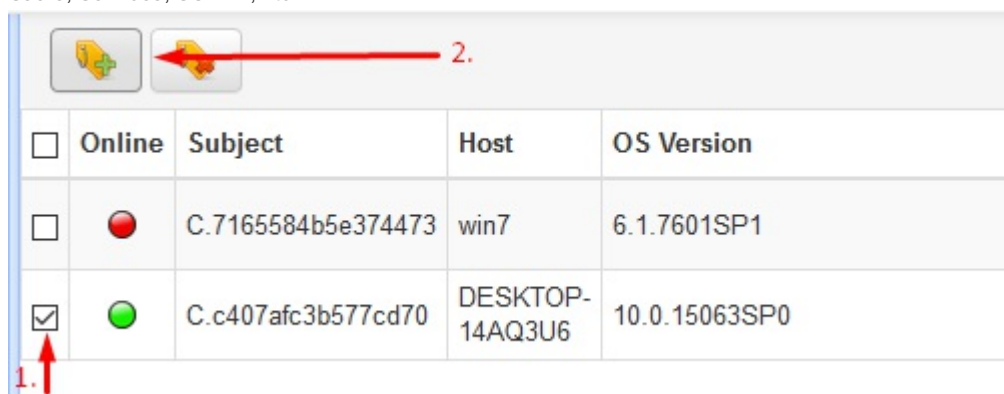 2.
Online Subject Host OS Version
C.7165584b5e374473 win7 6.1.7601SP1
C.c407afc3b577cd70 DESKTOP-14AQ3U6 10.0.15063SP0
1.